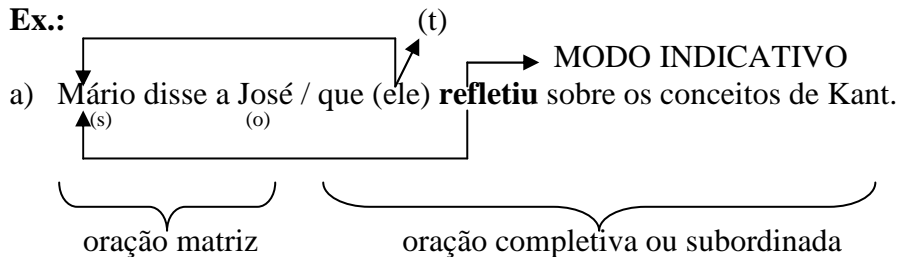 Ex.: (t)
MODO INDICATIVO
a) Mário disse a José / que (ele) refletiu sobre os conceitos de Kant.
(s) (o)
oração matriz oração completiva ou subordinada